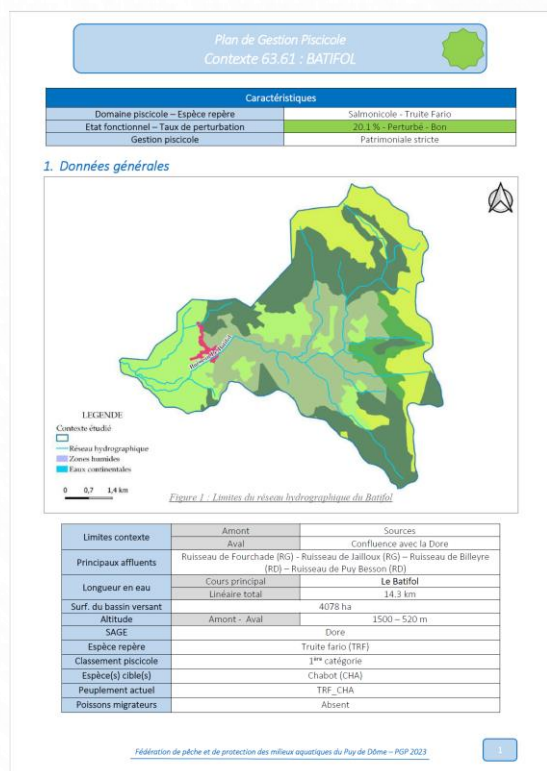 Plan de Gestion Piscicole
Contexte 63.61 : BATIFOL
Caractéristiques
Domaine piscicole – Espèce repère Salmonicole - Truite Fario
Etat fonctionnel – Taux de perturbation 20.1 % - Perturbé - Bon
Gestion piscicole Patrimoniale stricte
1. Données générales
LEGENDE
Contexte étudié
Réseau hydrographique
Zones humides
Eaux continentales
0 0,7 1,4 km
Figure 1 : Limites du réseau hydrographique du Batifol
Limites contexte Amont Sources
Aval Confluence avec la Dore
Principaux affluents Ruisseau de Fourchade (RG) - Ruisseau de Jailloux (RG) – Ruisseau de Billeyre
(RD) – Ruisseau de Puy Besson (RD)
Longueur en eau Cours principal Le Batifol
Linéaire total 14.3 km
Surf. du bassin versant 4078 ha
Altitude Amont - Aval 1500 – 520 m
SAGE Dore
Espèce repère Truite fario (TRF)
Classement piscicole 1ère catégorie
Espèce(s) cible(s) Chabot (CHA)
Peuplement actuel TRF_CHA
Poissons migrateurs Absent
Fédération de pêche et de protection des milieux aquatiques du Puy de Dôme – PGP 2023
1